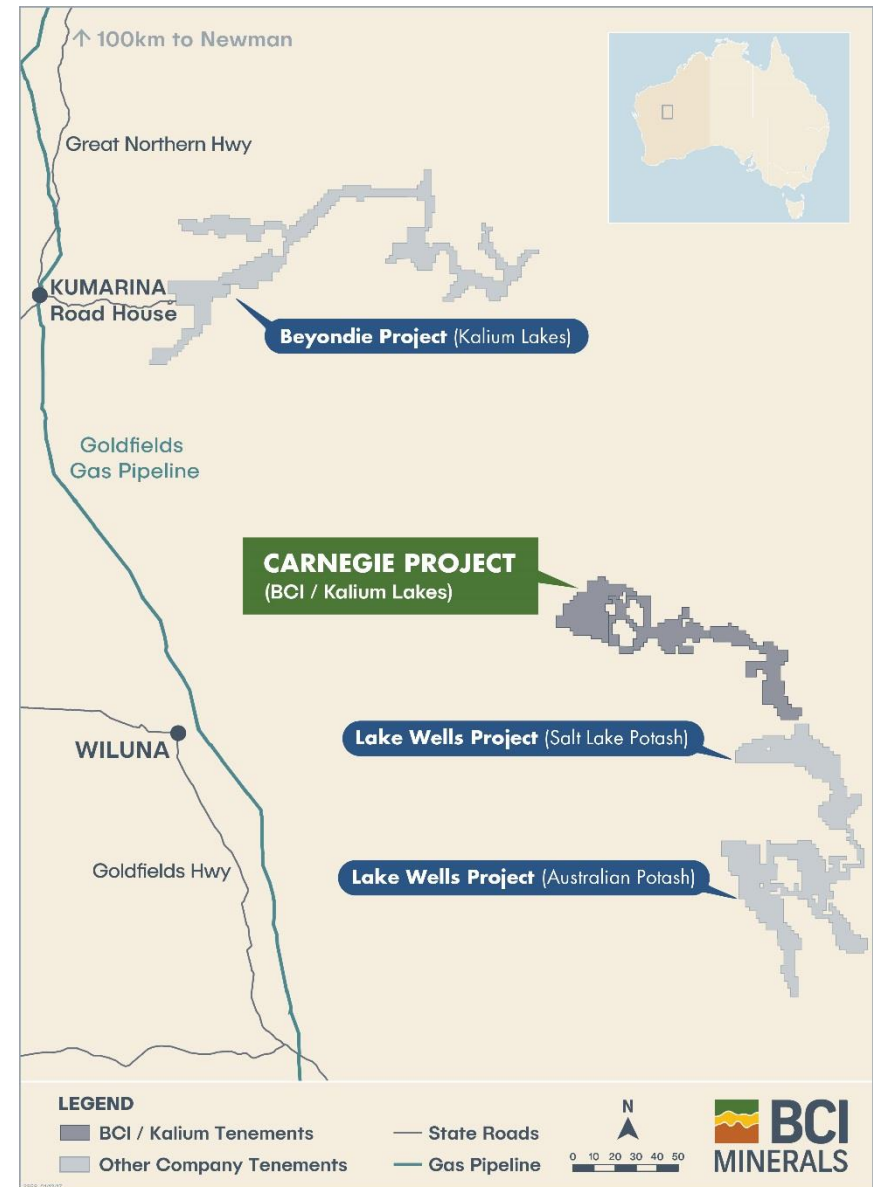 ↑ 100km to Newman
Great Northern Hwy
KUMARINA
Road House
Beyondie Project (Kalium Lakes)
Goldfields
Gas Pipeline
CARNEGIE PROJECT
(BCI / Kalium Lakes)
Lake Wells Project (Salt Lake Potash)
WILUNA
Goldfields Hwy
Lake Wells Project (Australian Potash)
LEGEND
BCI / Kalium Tenements
Other Company Tenements
State Roads
Gas Pipeline
N
0 10 20 30 40 50
BCI
MINERALS